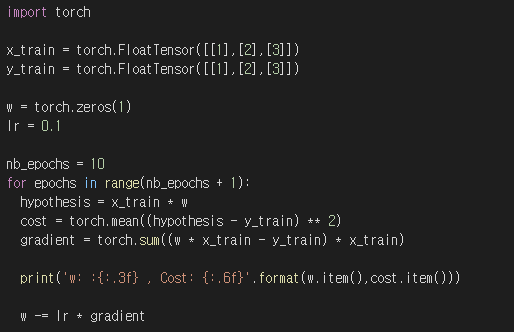 import torch
x_train = torch.FloatTensor([[1],[2],[3]])
y_train = torch.FloatTensor([[1],[2],[3]])
w = torch.zeros(1)
lr = 0.1
nb_epochs = 10
for epochs in range(nb_epochs + 1):
  hypothesis = x_train * w
  cost = torch.mean((hypothesis - y_train) ** 2)
  gradient = torch.sum((w * x_train - y_train) * x_train)
  print('w: :{:.3f} , Cost: {:.6f}'.format(w.item(),cost.item()))
  w -= lr * gradient